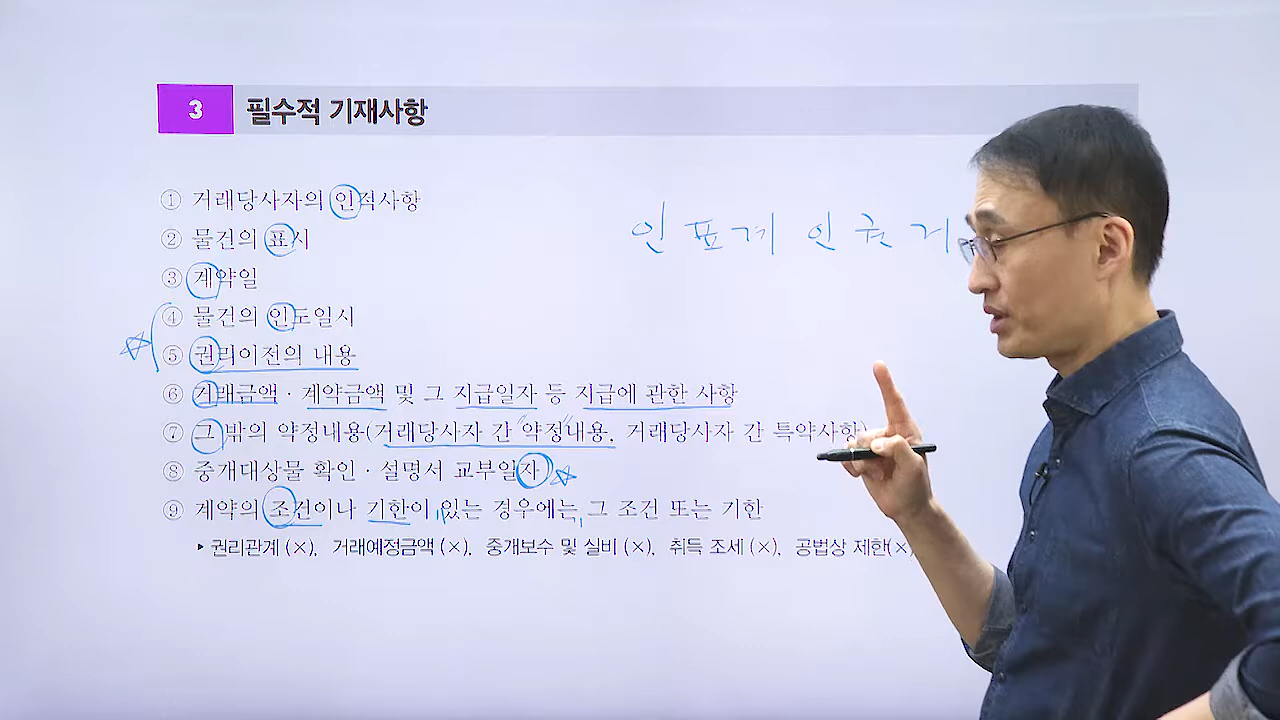 3 필수적 기재사항
① 거래당사자의 인적사항
인 표 계 인 권 거
② 물건의 표시
③ 계약일
④ 물건의 인도일시
⑤ 권리이전의 내용
⑥ 거래금액 · 계약금액 및 그 지급일자 등 지급에 관한 사항
⑦ 그 밖의 약정내용(거래당사자 간 약정내용, 거래당사자 간 특약사항)
⑧ 중개대상물 확인 · 설명서 교부일자
⑨ 계약의 조건이나 기한이 있는 경우에는 그 조건 또는 기한
▸ 권리관계 (×), 거래예정금액 (×), 중개보수 및 실비 (×), 취득 조세 (×), 공법상 제한(×)